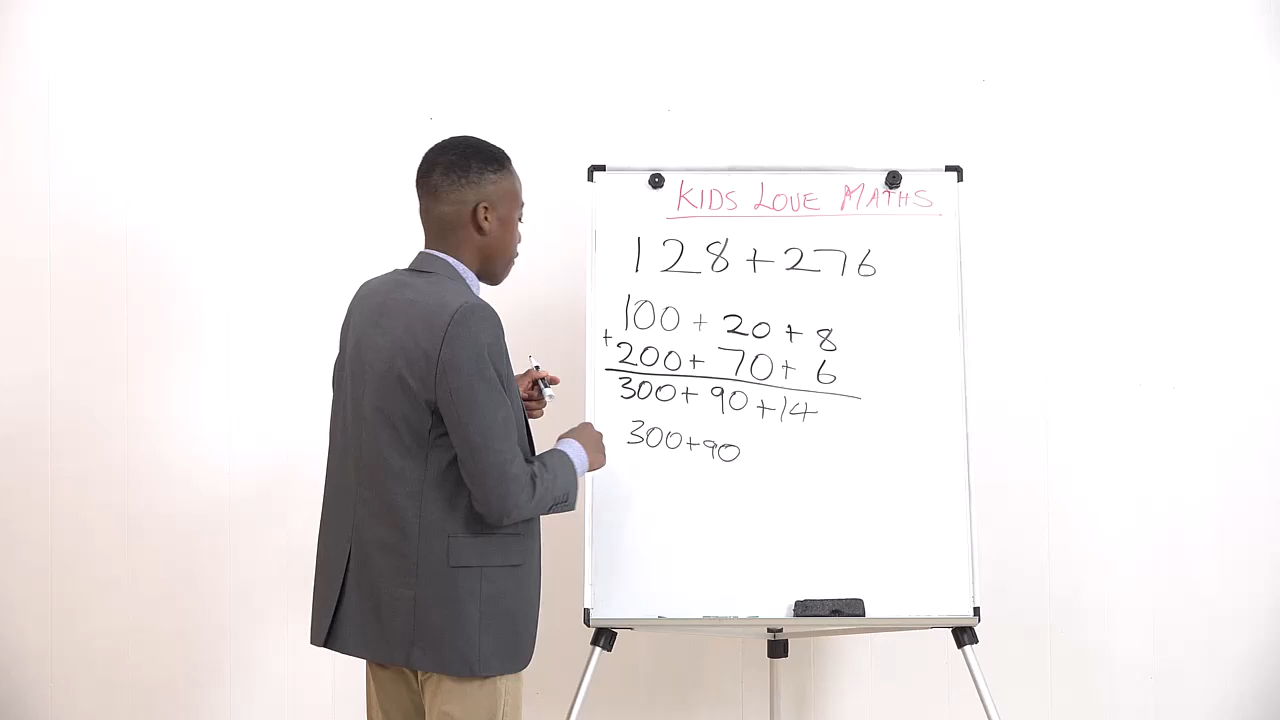 KIDS LOVE MATHS
128+276
100 + 20 + 8
+ 200 + 70 + 6
300 + 90 + 14
300+90